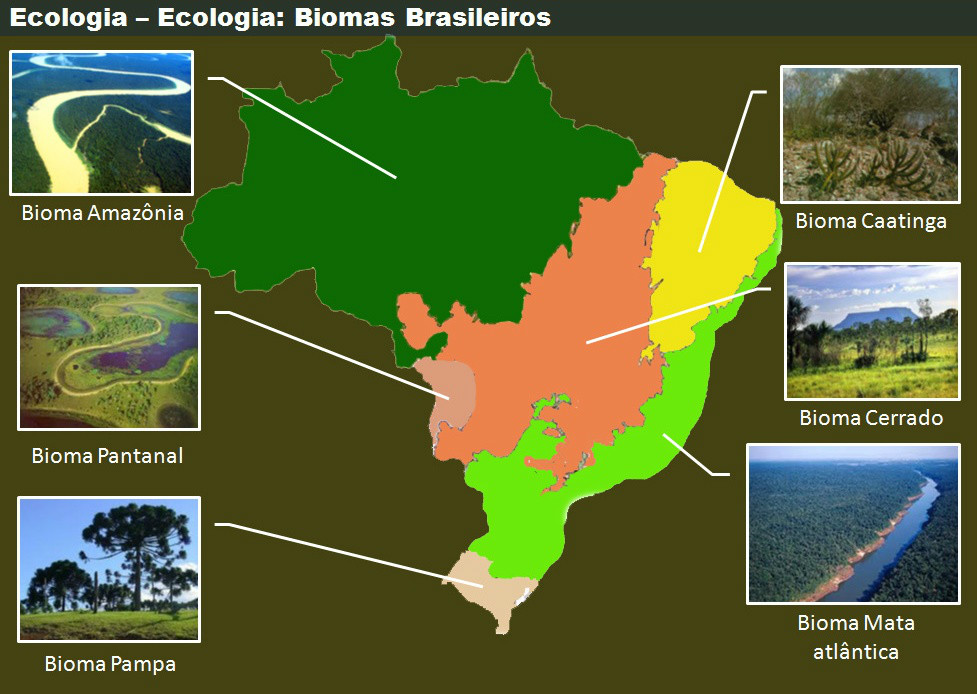 Ecologia – Ecologia: Biomas Brasileiros
Bioma Amazônia
Bioma Caatinga
Bioma Pantanal
Bioma Cerrado
Bioma Pampa
Bioma Mata
atlântica